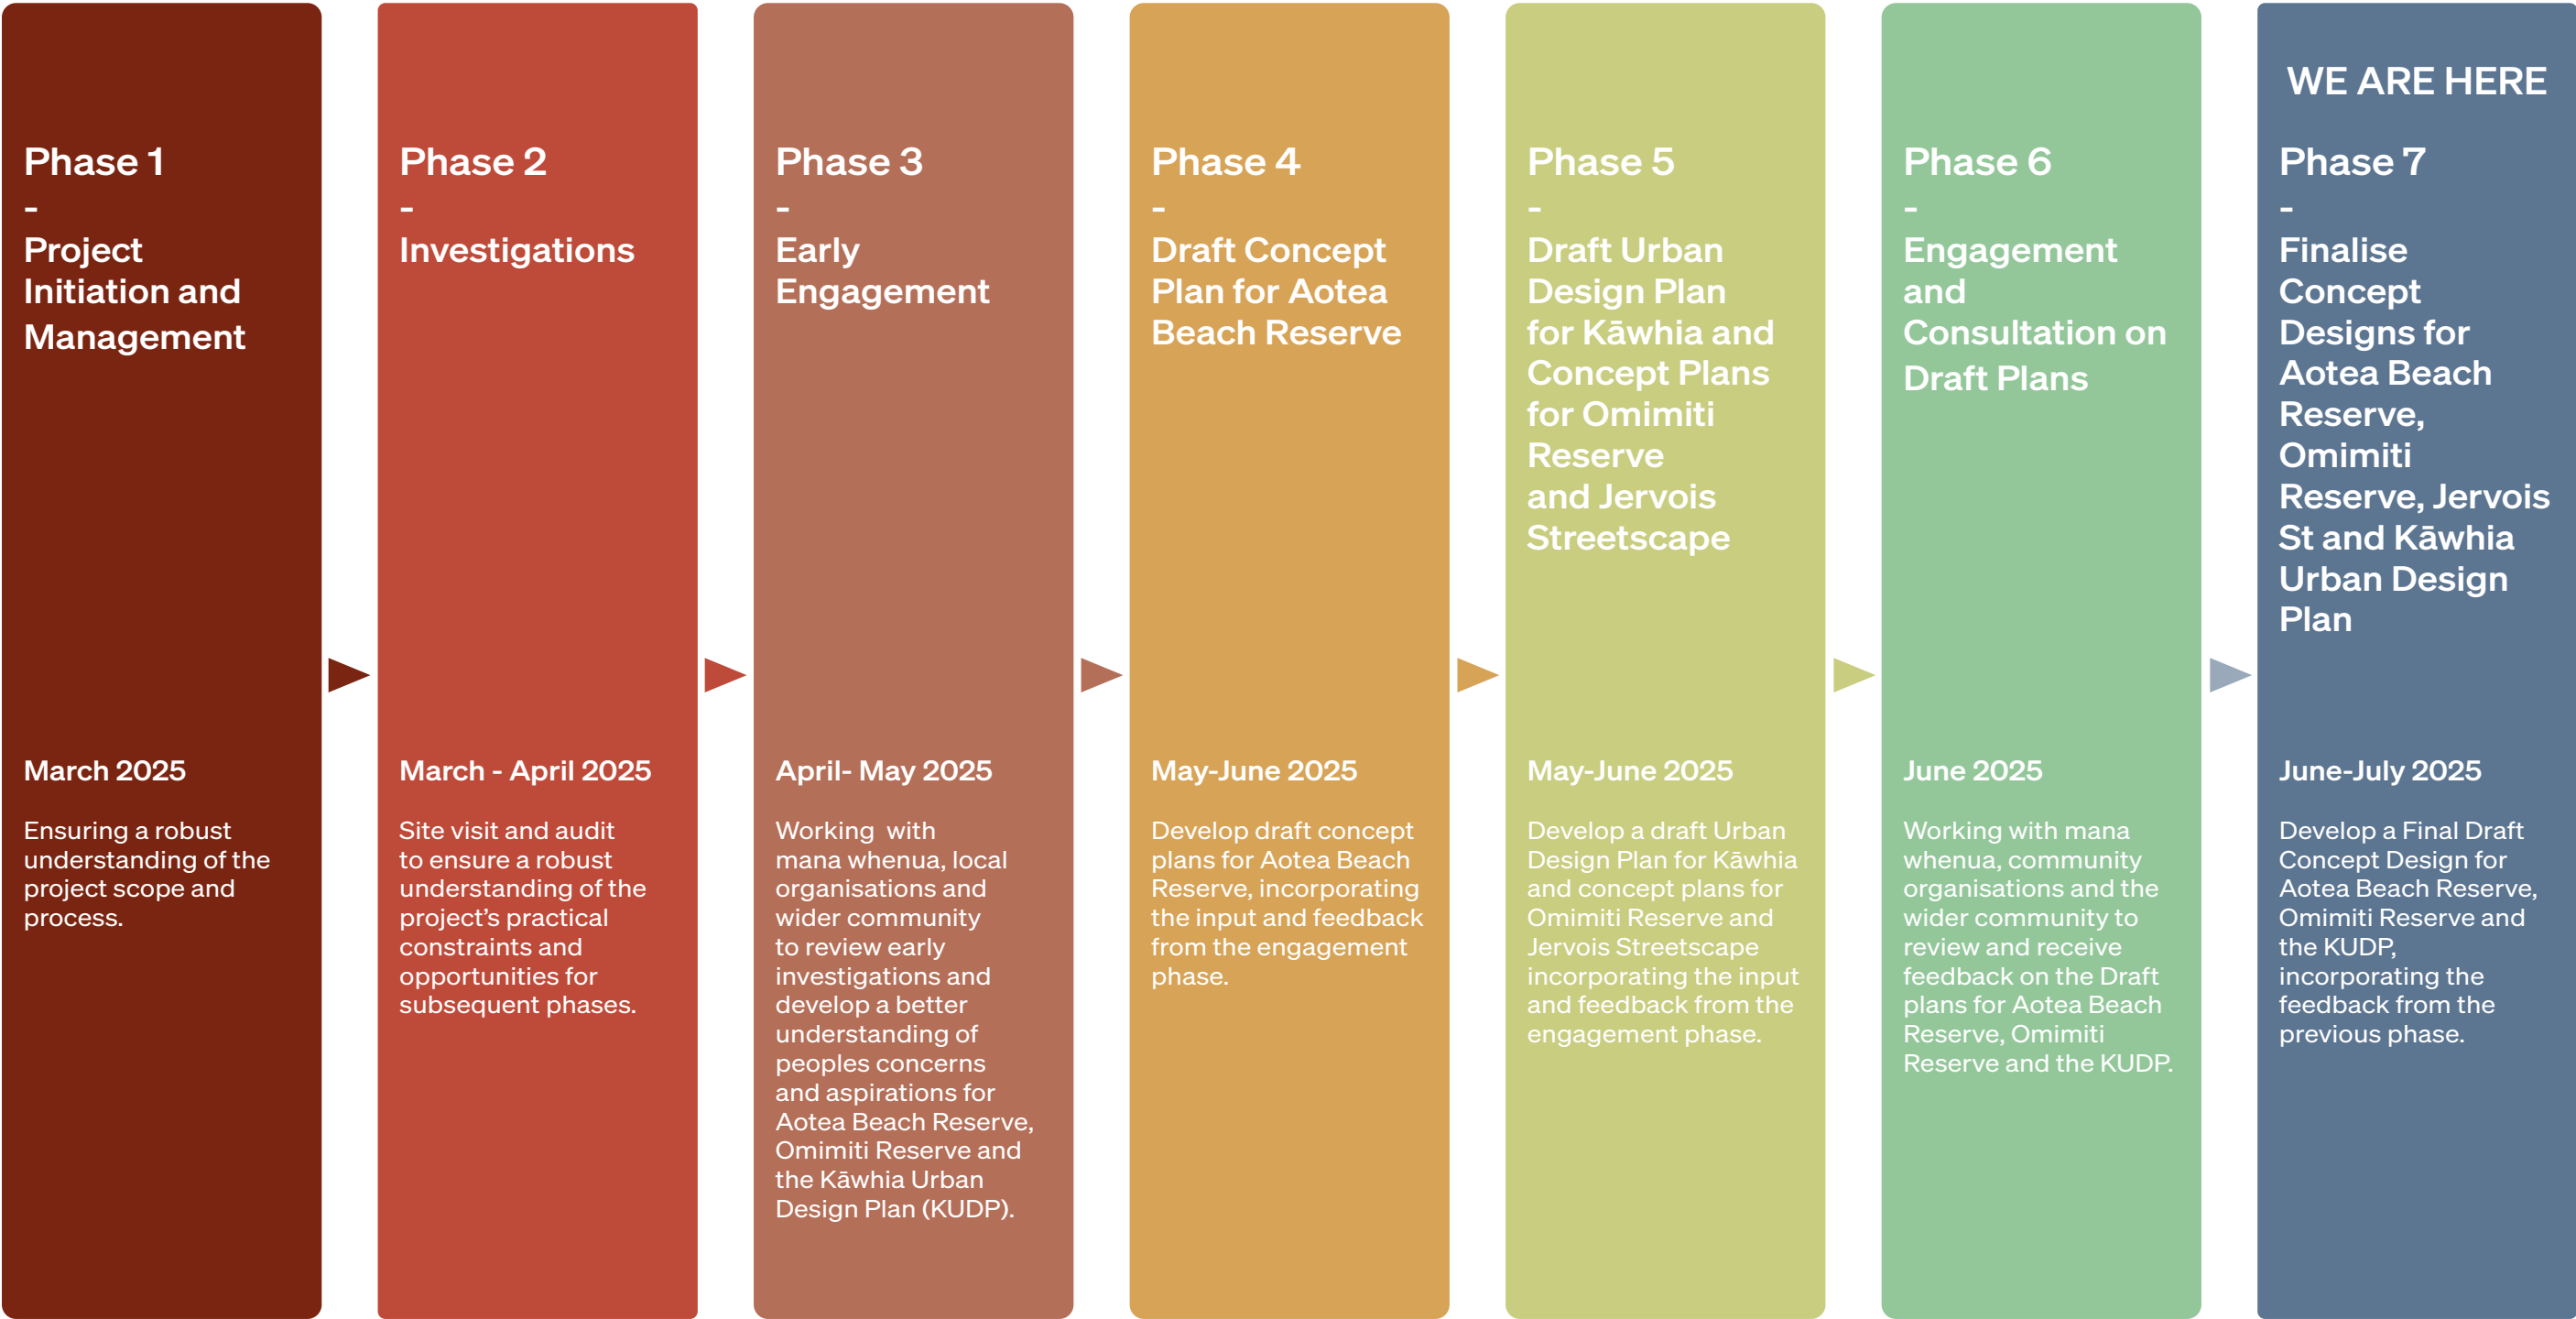 Phase 1
-
Project
Initiation and
Management
March 2025
Ensuring a robust
understanding of the
project scope and
process.
Phase 2
-
Investigations
March - April 2025
Site visit and audit
to ensure a robust
understanding of the
project’s practical
constraints and
opportunities for
subsequent phases.
Phase 3
-
Early
Engagement
April- May 2025
Working with
mana whenua, local
organisations and
wider community
to review early
investigations and
develop a better
understanding of
peoples concerns
and aspirations for
Aotea Beach Reserve,
Omimiti Reserve and
the Kāwhia Urban
Design Plan (KUDP).
Phase 4
-
Draft Concept
Plan for Aotea
Beach Reserve
May-June 2025
Develop draft concept
plans for Aotea Beach
Reserve, incorporating
the input and feedback
from the engagement
phase.
Phase 5
-
Draft Urban
Design Plan
for Kāwhia and
Concept Plans
for Omimiti
Reserve
and Jervois
Streetscape
May-June 2025
Develop a draft Urban
Design Plan for Kāwhia
and concept plans for
Omimiti Reserve and
Jervois Streetscape
incorporating the input
and feedback from the
engagement phase.
Phase 6
-
Engagement
and
Consultation on
Draft Plans
June 2025
Working with mana
whenua, community
organisations and the
wider community to
review and receive
feedback on the Draft
plans for Aotea Beach
Reserve, Omimiti
Reserve and the KUDP.
WE ARE HERE
Phase 7
-
Finalise
Concept
Designs for
Aotea Beach
Reserve,
Omimiti
Reserve, Jervois
St and Kāwhia
Urban Design
Plan
June-July 2025
Develop a Final Draft
Concept Design for
Aotea Beach Reserve,
Omimiti Reserve and
the KUDP,
incorporating the
feedback from the
previous phase.